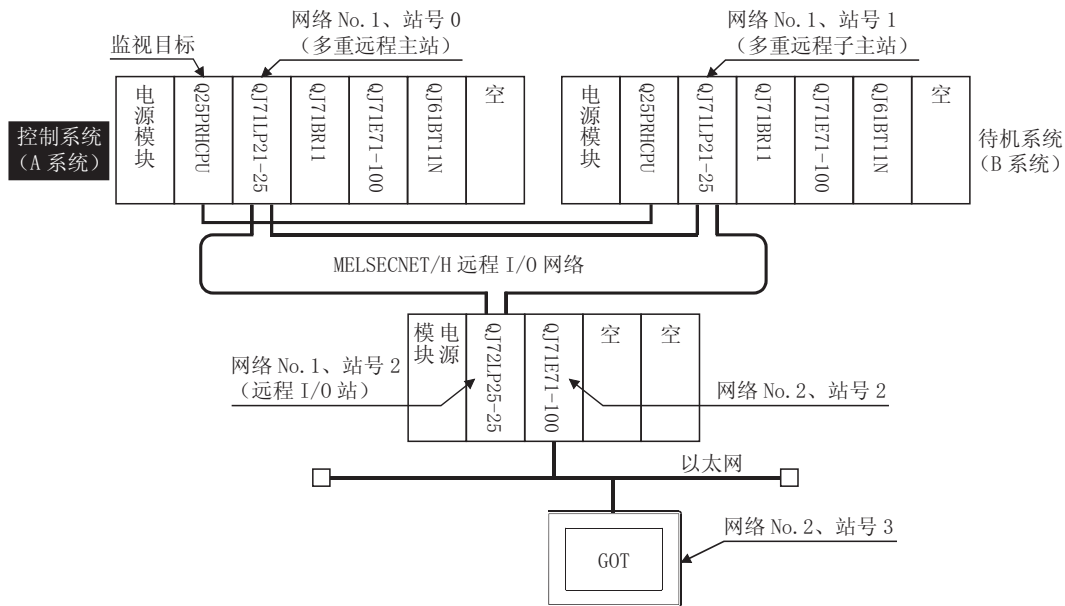 网络 No.1、站号 0
（多重远程主站）
网络 No.1、站号 1
（多重远程子主站）
监视目标
控制系统
（A 系统）
电源模块
Q25PRHCPU
QJ71LP21-25
QJ71BR11
QJ71E71-100
QJ61BT11N
空
电源模块
Q25PRHCPU
QJ71LP21-25
QJ71BR11
QJ71E71-100
QJ61BT11N
空
待机系统
（B 系统）
MELSECNET/H 远程 I/O 网络
电源
模块
QJ72LP25-25
QJ71E71-100
空
空
网络 No.1、站号 2
（远程 I/O 站）
网络 No.2、站号 2
以太网
网络 No.2、站号 3
GOT